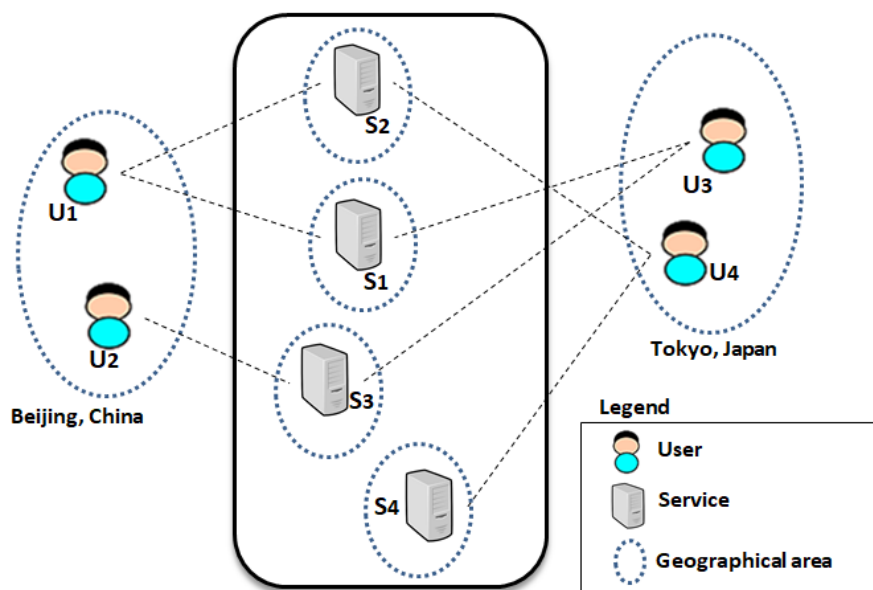 S2
U1
U3
S1
U4
U2
Tokyo, Japan
S3
Beijing, China
Legend
User
S4
Service
Geographical area